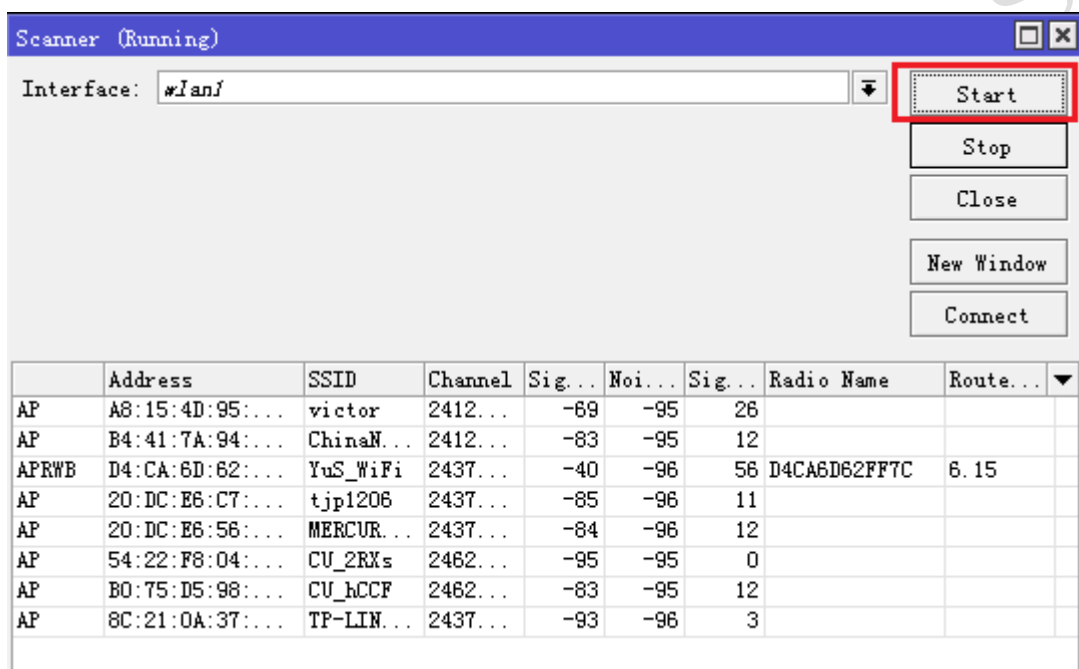 Scanner (Running)
Interface: wlan1
Start
Stop
Close
New Window
Connect
Address SSID Channel Sig... Noi... Sig... Radio Name Route...
AP A8:15:4D:95:... victor 2412... -69 -95 26
AP B4:41:7A:94:... ChinaN... 2412... -83 -95 12
APRWB D4:CA:6D:62:... YuS_WiFi 2437... -40 -96 56 D4CA6D62FF7C 6.15
AP 20:DC:E6:C7:... tjp1206 2437... -85 -96 11
AP 20:DC:E6:56:... MERCUR... 2437... -84 -96 12
AP 54:22:F8:04:... CU_2RXs 2462... -95 -95 0
AP B0:75:D5:98:... CU_hCCF 2462... -83 -95 12
AP 8C:21:0A:37:... TP-LIN... 2437... -93 -96 3